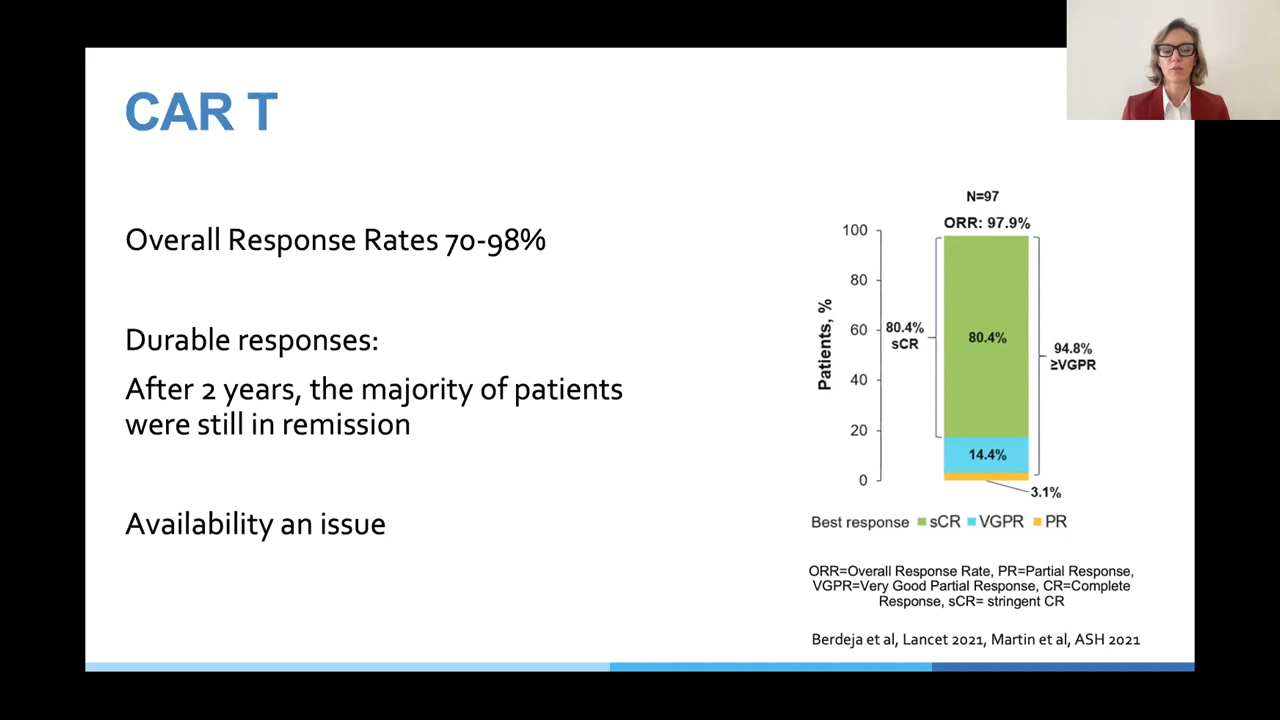 CAR T
Overall Response Rates 70-98%
Durable responses:
After 2 years, the majority of patients
were still in remission
Availability an issue
N=97
ORR: 97.9%
Patients, %
100
80
60
40
20
0
80.4%
sCR
80.4%
94.8%
≥VGPR
14.4%
3.1%
Best response sCR VGPR PR
ORR=Overall Response Rate, PR=Partial Response,
VGPR=Very Good Partial Response, CR=Complete
Response, sCR= stringent CR
Berdeja et al, Lancet 2021, Martin et al, ASH 2021